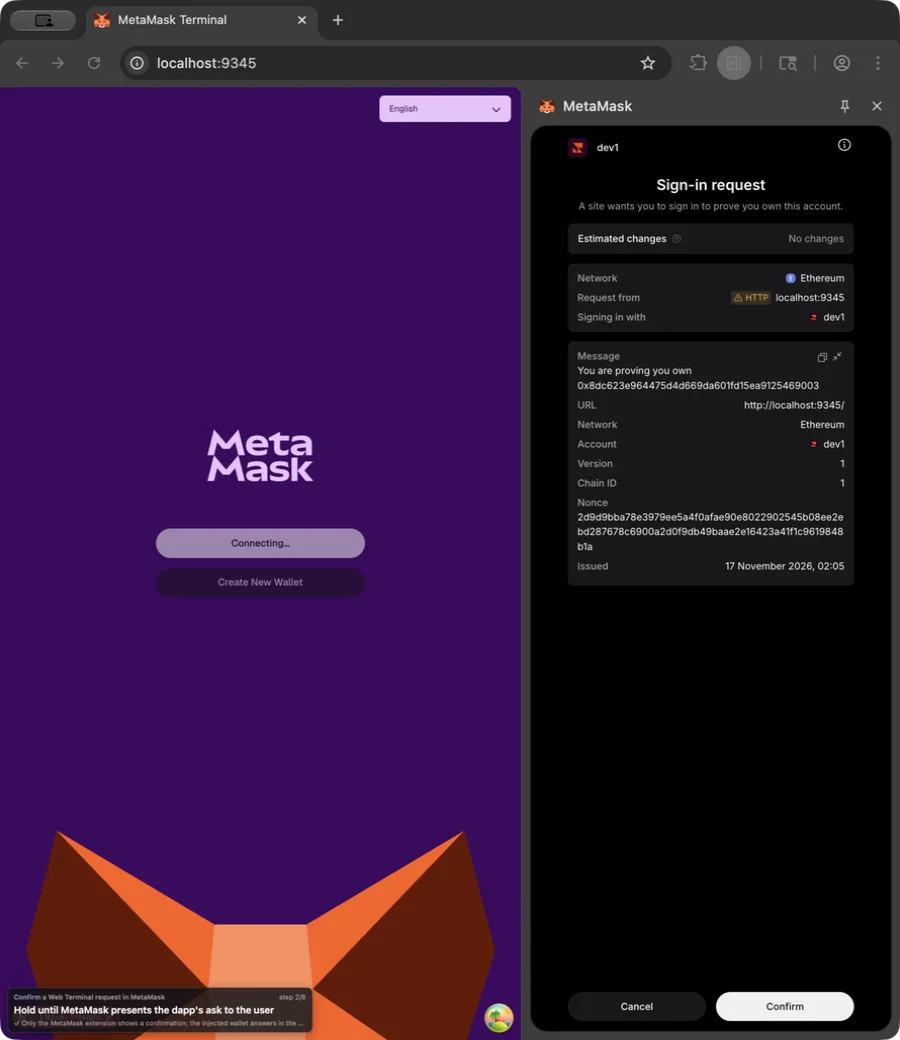 MetaMask Terminal
localhost:9345
English
Meta
Mask
Connecting...
Create New Wallet
Confirm a Web Terminal request in MetaMask
step 2/8
Hold until MetaMask presents the dapp's ask to the user
✓ Only the MetaMask extension shows a confirmation; the injected wallet answers in the ...
MetaMask
dev1
Sign-in request
A site wants you to sign in to prove you own this account.
Estimated changes
No changes
Network Ethereum
Request from HTTP localhost:9345
Signing in with dev1
Message
You are proving you own
0x8dc623e964475d4d669da601fd15ea9125469003
URL http://localhost:9345/
Network Ethereum
Account dev1
Version 1
Chain ID 1
Nonce
2d9d9bba78e3979ee5a4f0afae90e8022902545b08ee2e
bd287678c6900a2d0f9db49baae2e16423a41f1c9619848
b1a
Issued 17 November 2026, 02:05
Cancel
Confirm